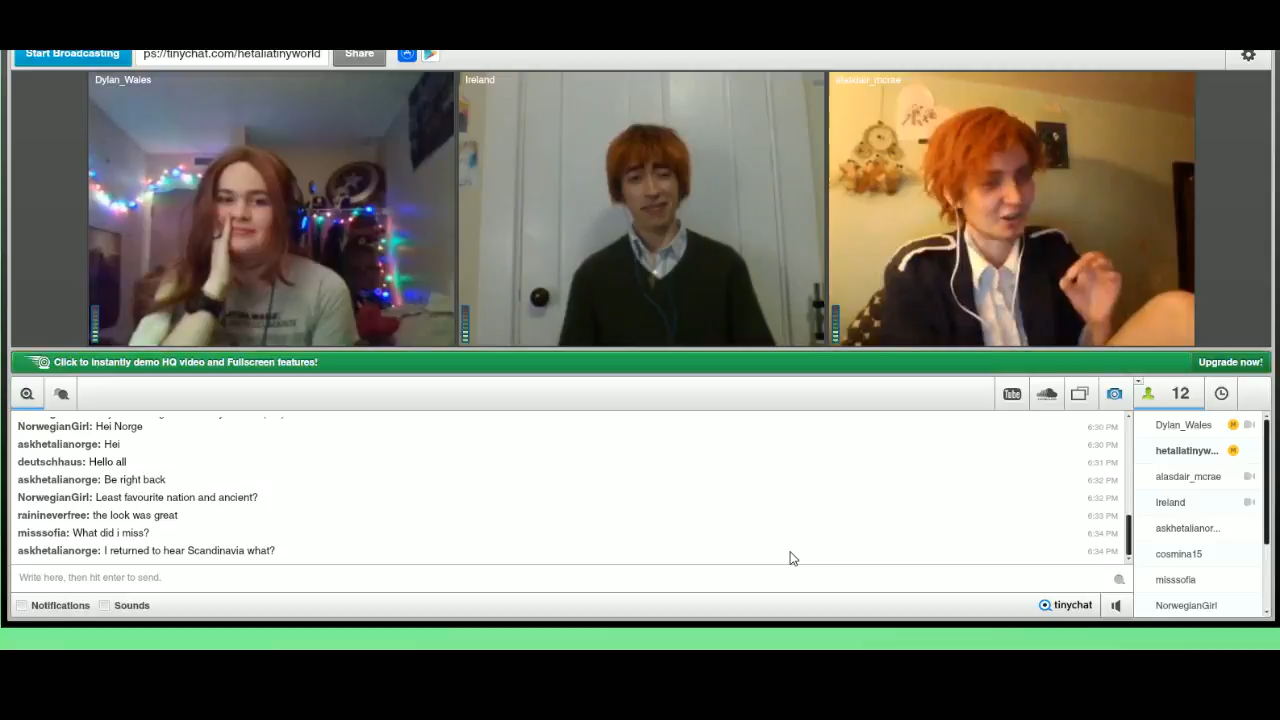 Start Broadcasting
ps://tinychat.com/hetaliatinyworld
Share
Dylan_Wales
Ireland
alasdair_mcrae
Click to instantly demo HQ video and Fullscreen features!
Upgrade now!
You Tube
12
NorwegianGirl: Hei Norge 6:30 PM
askhetalianorge: Hei 6:30 PM
deutschhaus: Hello all 6:31 PM
askhetalianorge: Be right back 6:32 PM
NorwegianGirl: Least favourite nation and ancient? 6:32 PM
rainineverfree: the look was great 6:33 PM
misssofia: What did i miss? 6:34 PM
askhetalianorge: I returned to hear Scandinavia what? 6:34 PM
Write here, then hit enter to send.
Notifications
Sounds
tinychat
Dylan_Wales M
hetaliatinyw... M
alasdair_mcrae
Ireland
askhetalianor...
cosmina15
misssofia
NorwegianGirl